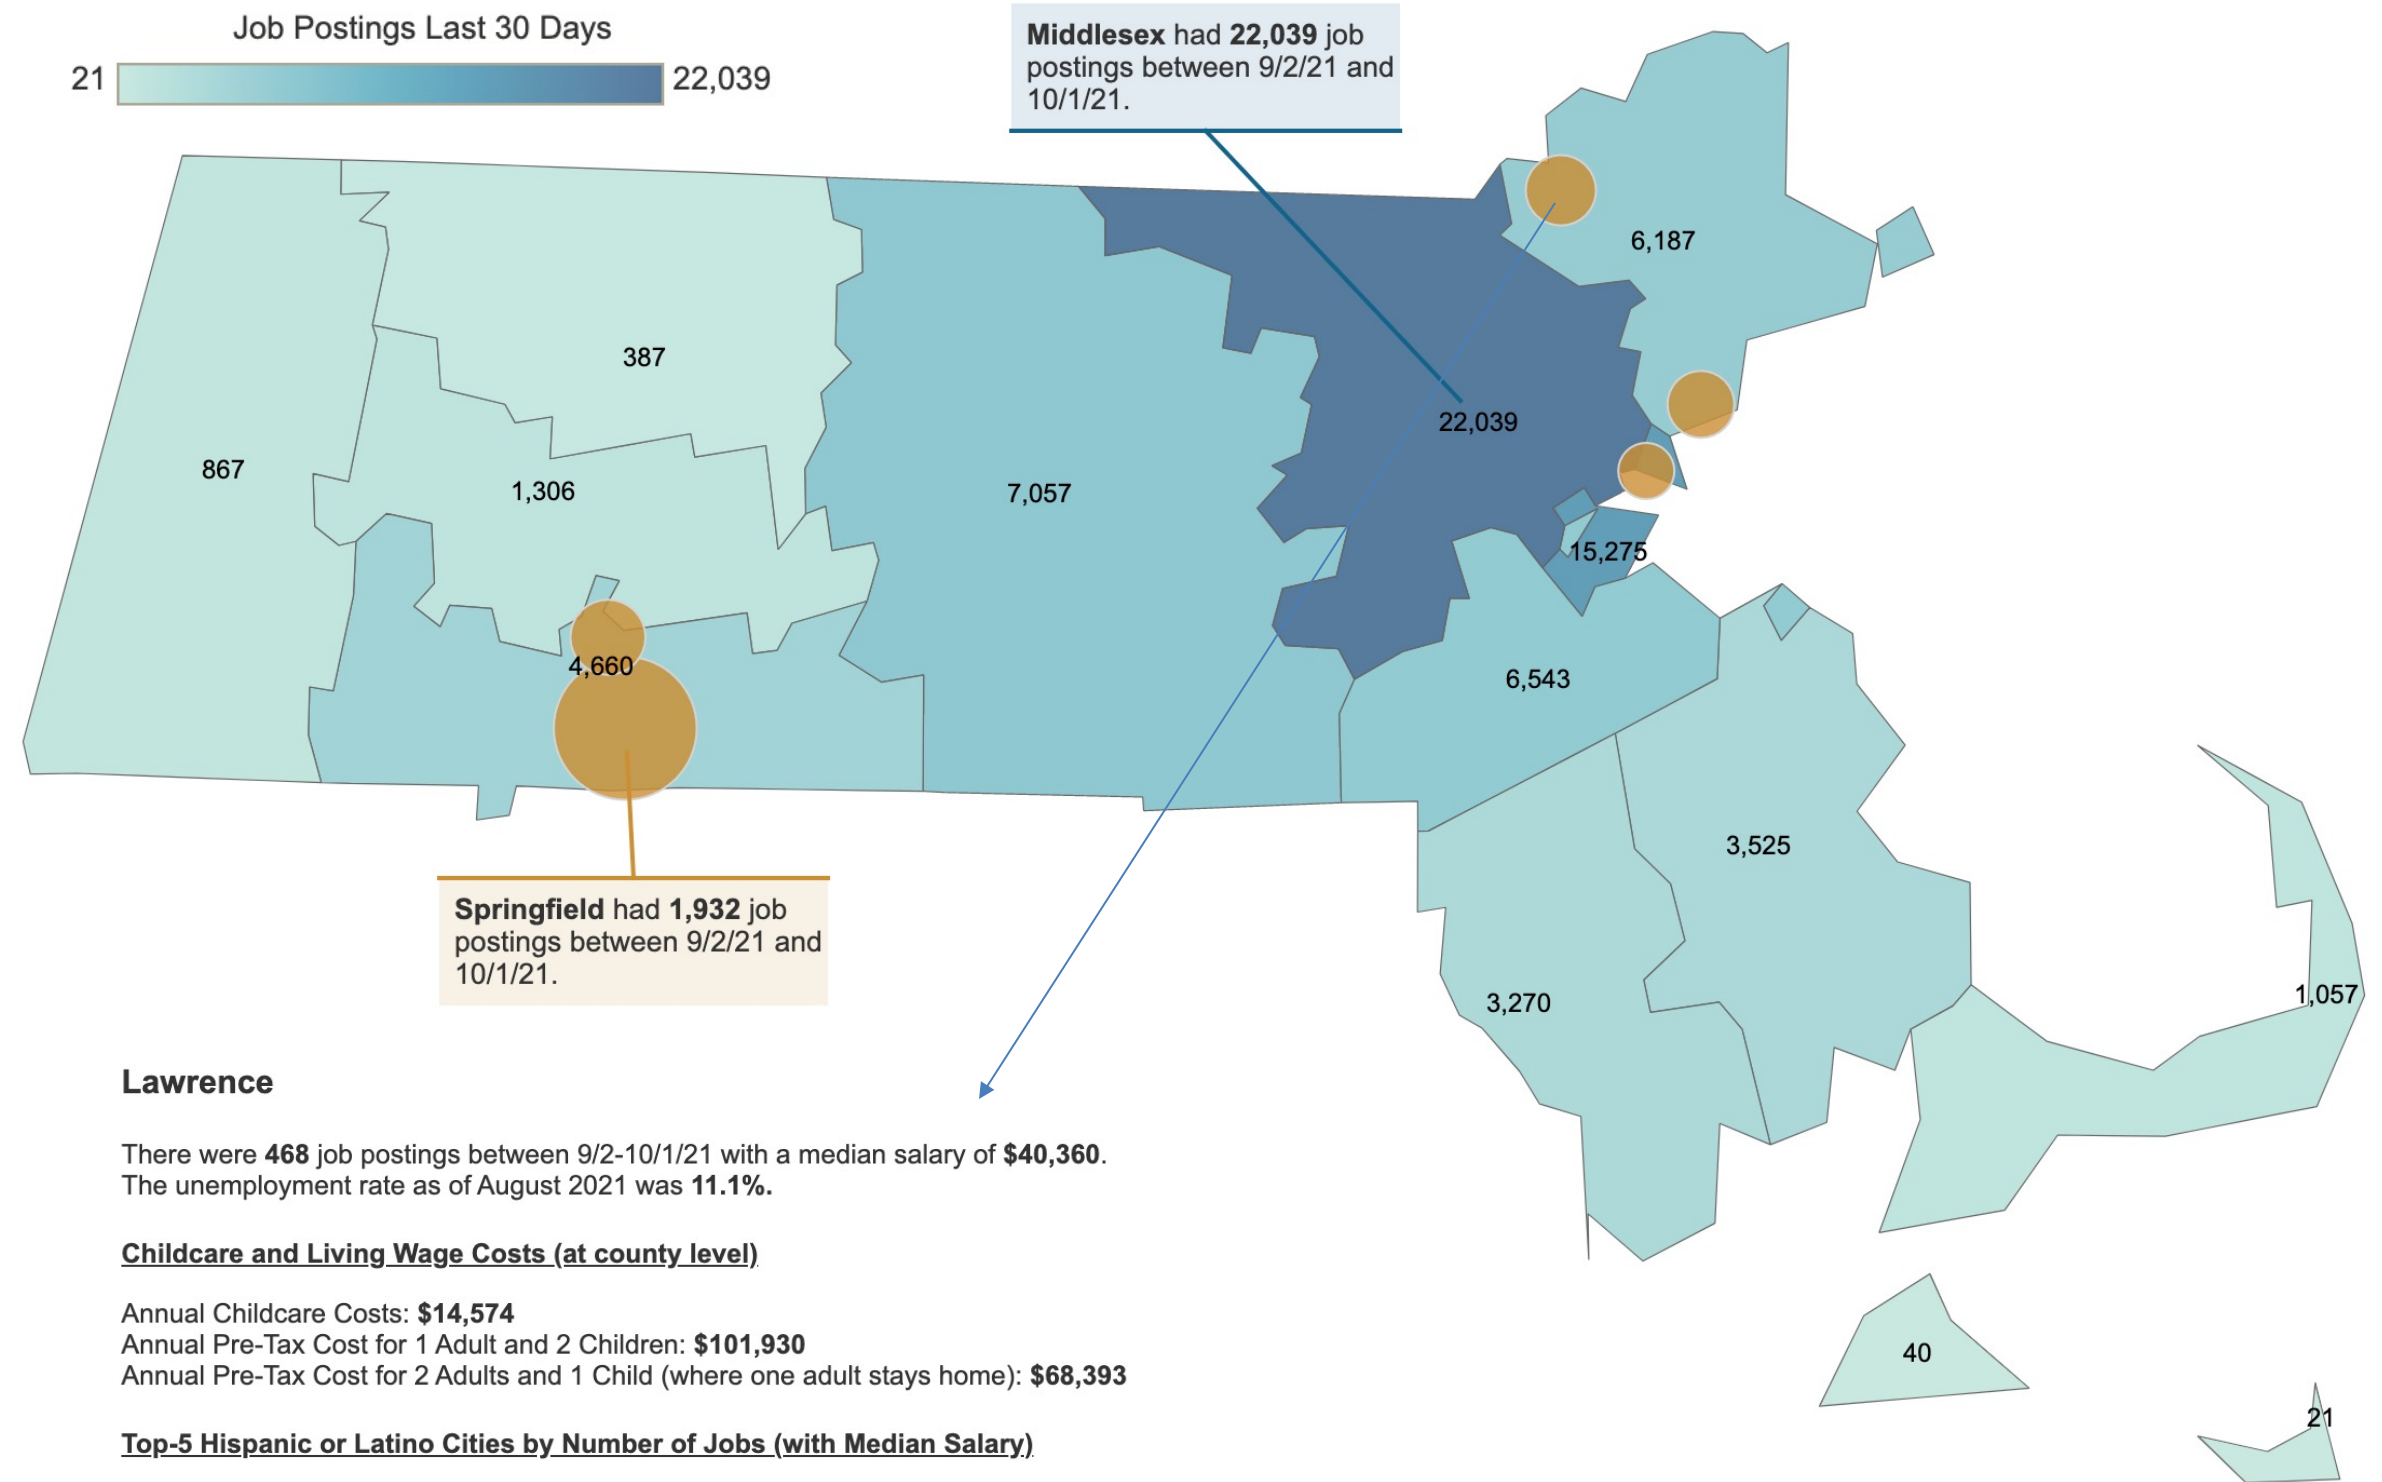 Job Postings Last 30 Days
21
22,039
Middlesex had 22,039 job
postings between 9/2/21 and
10/1/21.
6,187
387
22,039
867
1,306
7,057
15,275
4,660
6,543
3,525
Springfield had 1,932 job
postings between 9/2/21 and
10/1/21.
3,270
1,057
Lawrence
There were 468 job postings between 9/2-10/1/21 with a median salary of $40,360.
The unemployment rate as of August 2021 was 11.1%.
Childcare and Living Wage Costs (at county level)
Annual Childcare Costs: $14,574
Annual Pre-Tax Cost for 1 Adult and 2 Children: $101,930
Annual Pre-Tax Cost for 2 Adults and 1 Child (where one adult stays home): $68,393
40
21
Top-5 Hispanic or Latino Cities by Number of Jobs (with Median Salary)